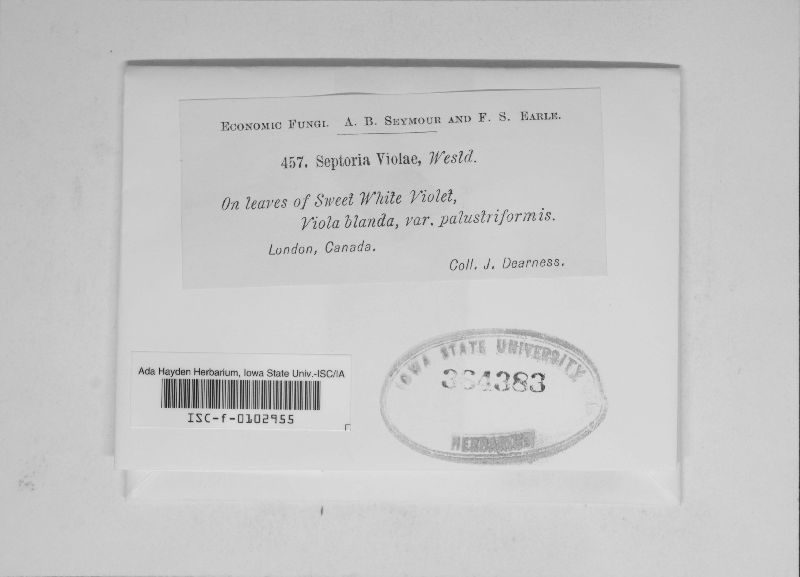 Economic Fungi. A. B. Seymour and F. S. Earle.
457. Septoria Violae, Westd.
On leaves of Sweet White Violet,
Viola blanda, var. palustriformis.
London, Canada.
Coll. J. Dearness.
Ada Hayden Herbarium, Iowa State Univ.-ISC/IA
ISC-f-0102955
IOWA STATE UNIVERSITY
364383
HERBARIUM